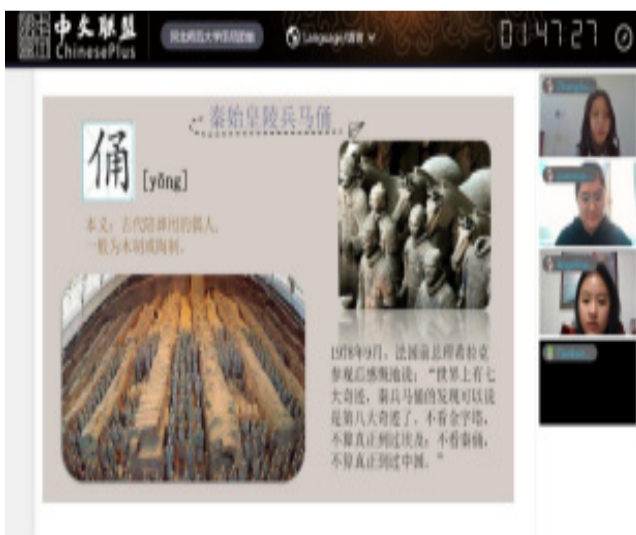 中文联盟
ChinesePlus
Language/语言
01:47:27
秦始皇陵兵马俑
俑 [yǒng]
本义：古代陪葬用的偶人，
一般为木制或陶制。
1978年9月，法国前总理希拉克
参观后感慨地说：“世界上有七
大奇迹，秦兵马俑的发现可以说
是第八大奇迹了。不看金字塔，
不算真正到过埃及；不看秦俑，
不算真正到过中国。”